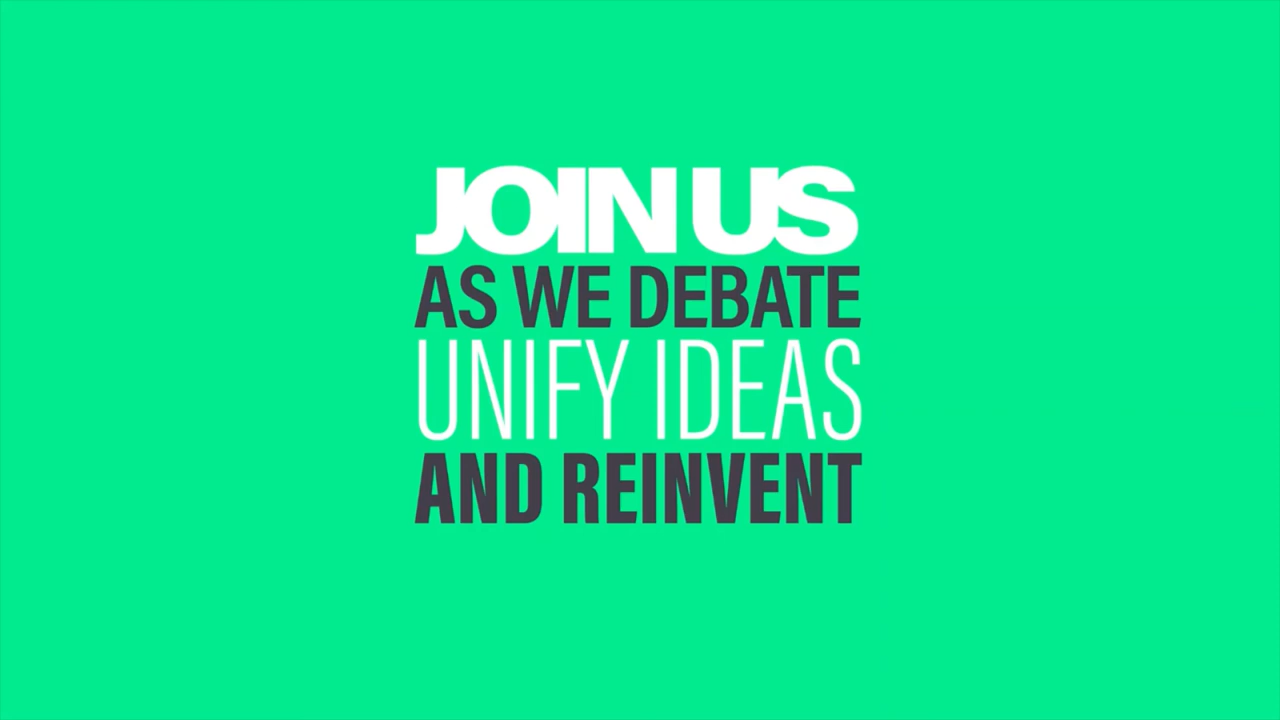 JOIN US
AS WE DEBATE
UNIFY IDEAS
AND REINVENT